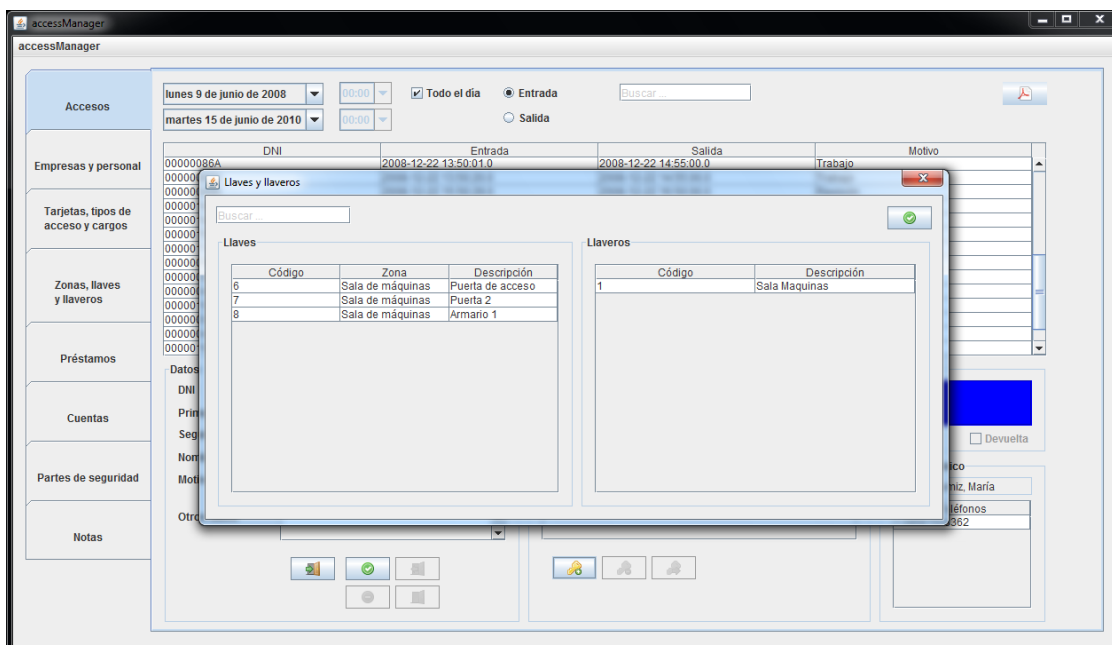 accessManager
accessManager
Accesos
Empresas y personal
Tarjetas, tipos de
acceso y cargos
Zonas, llaves
y llaveros
Préstamos
Cuentas
Partes de seguridad
Notas
lunes 9 de junio de 2008 00:00 Todo el día Entrada Buscar ...
martes 15 de junio de 2010 00:00 Salida
DNI Entrada Salida Motivo
00000086A 2008-12-22 13:50:01.0 2008-12-22 14:55:00.0 Trabajo
Llaves y llaveros
Buscar ...
Llaves
Código Zona Descripción
6 Sala de máquinas Puerta de acceso
7 Sala de máquinas Puerta 2
8 Sala de máquinas Armario 1
Llaveros
Código Descripción
1 Sala Maquinas
DNI
Devuelta
María